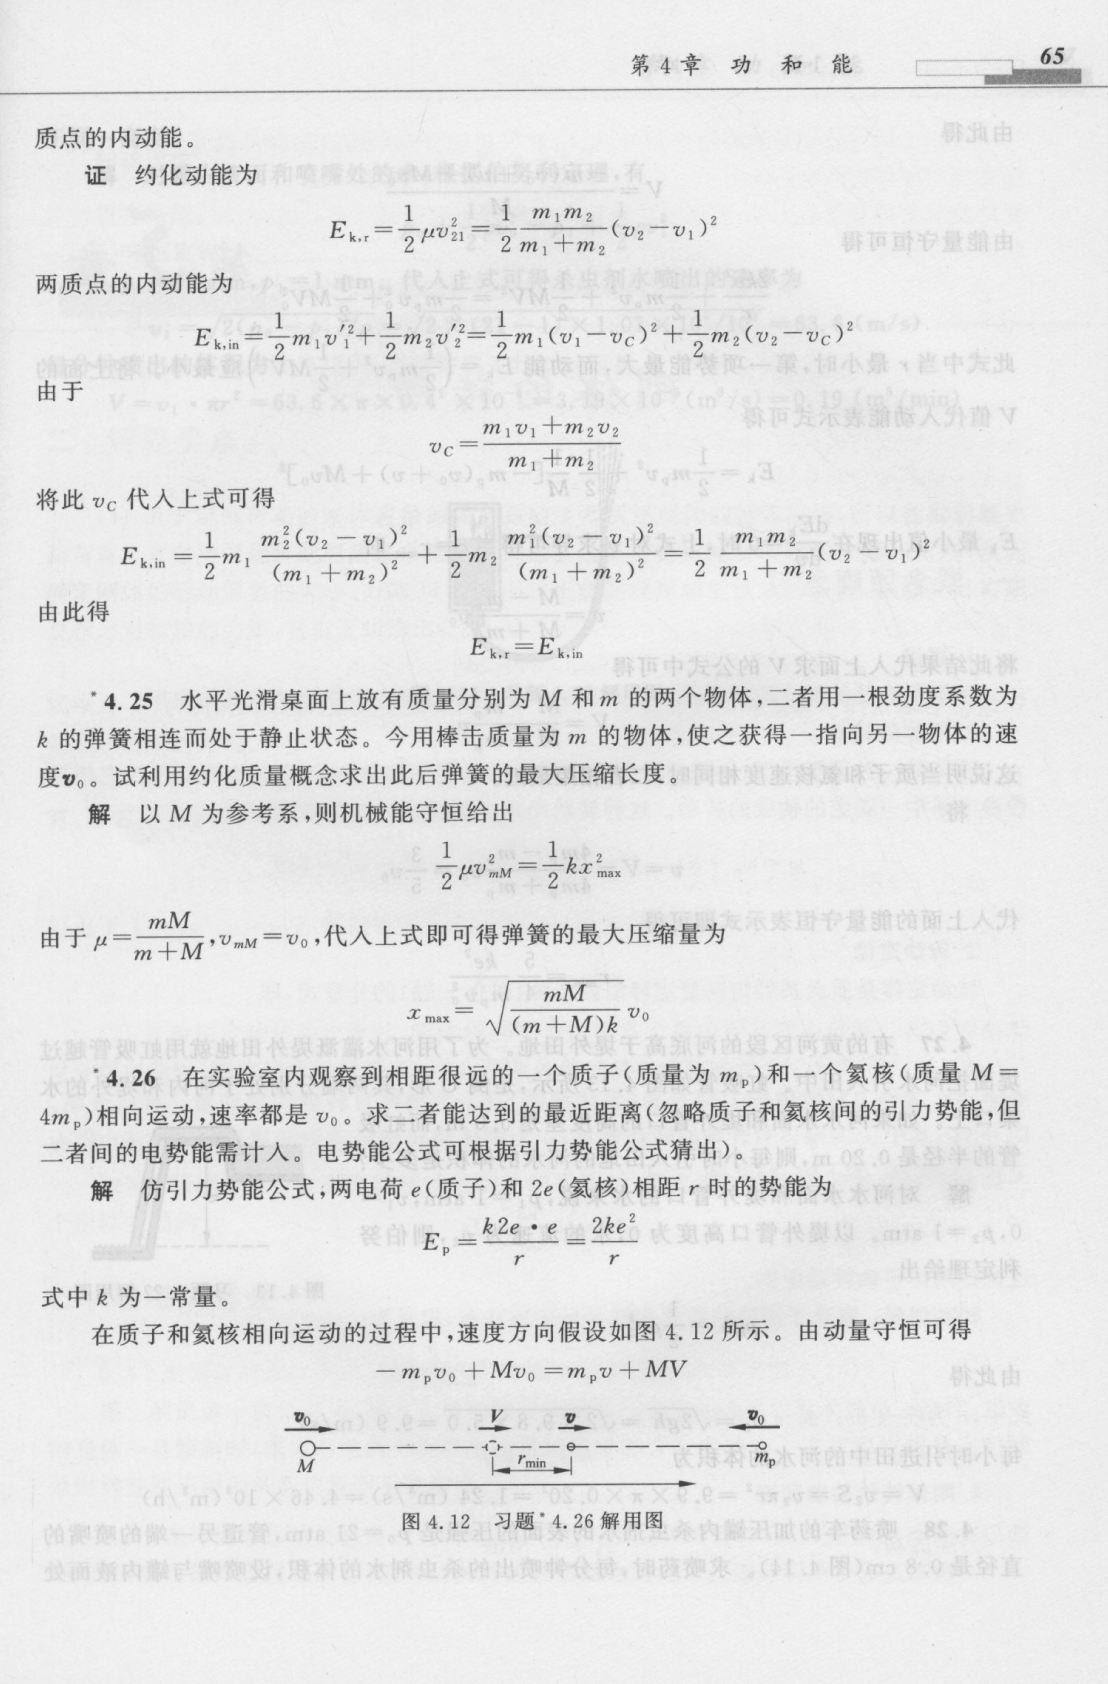 第4章 功 和 能 65
质点的内动能。
证 约化动能为
E_{k,r}=\frac{1}{2}μv_{21}^2=\frac{1}{2}\frac{m_1m_2}{m_1+m_2}(v_2-v_1)^2
两质点的内动能为
E_{k,in}=\frac{1}{2}m_1v_1'^2+\frac{1}{2}m_2v_2'^2=\frac{1}{2}m_1(v_1-v_C)^2+\frac{1}{2}m_2(v_2-v_C)^2
由于
v_C=\frac{m_1v_1+m_2v_2}{m_1+m_2}
将此 v_C 代入上式可得
E_{k,in}=\frac{1}{2}m_1\frac{m_2^2(v_2-v_1)^2}{(m_1+m_2)^2}+\frac{1}{2}m_2\frac{m_1^2(v_2-v_1)^2}{(m_1+m_2)^2}=\frac{1}{2}\frac{m_1m_2}{m_1+m_2}(v_2-v_1)^2
由此得
E_{k,r}=E_{k,in}
*4.25 水平光滑桌面上放有质量分别为 M 和 m 的两个物体,二者用一根劲度系数为
k 的弹簧相连而处于静止状态。今用棒击质量为 m 的物体,使之获得一指向另一物体的速
度v_0。试利用约化质量概念求出此后弹簧的最大压缩长度。
解 以 M 为参考系,则机械能守恒给出
\frac{1}{2}μv_{mM}^2=\frac{1}{2}kx_{max}^2
由于 μ=\frac{mM}{m+M},v_{mM}=v_0,代入上式即可得弹簧的最大压缩量为
x_{max}=\sqrt{\frac{mM}{(m+M)k}}v_0
*4.26 在实验室内观察到相距很远的一个质子(质量为 m_p)和一个氦核(质量 M=
4m_p)相向运动,速率都是 v_0。求二者能达到的最近距离(忽略质子和氦核间的引力势能,但
二者间的电势能需计入。电势能公式可根据引力势能公式猜出)。
解 仿引力势能公式,两电荷 e(质子)和 2e(氦核)相距 r 时的势能为
E_p=\frac{k2e·e}{r}=\frac{2ke^2}{r}
式中 k 为一常量。
在质子和氦核相向运动的过程中,速度方向假设如图 4.12 所示。由动量守恒可得
-m_pv_0+Mv_0=m_pv+MV
v_0 V v v_0
M r_{min} m_p
图 4.12 习题*4.26 解用图